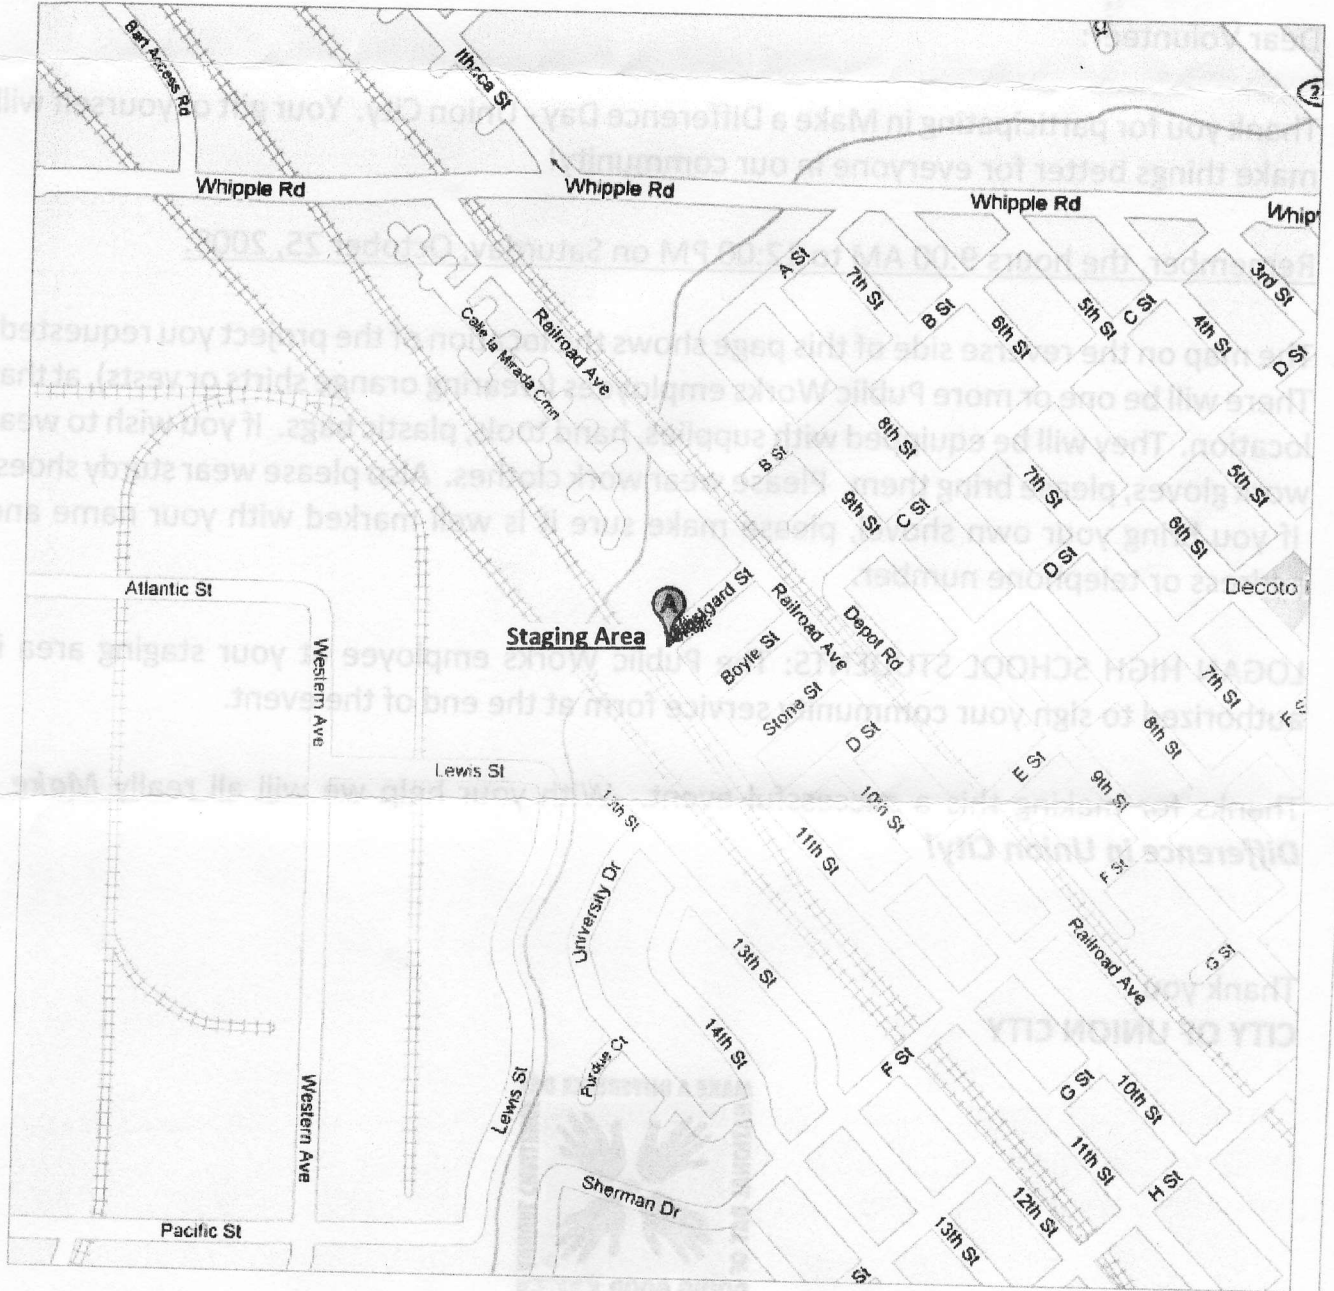 Dear Volunteer:
Thank you for participating in Make a Difference Day - Union City. Your gift of yourself will
make things better for everyone in our community!
Remember, the hours 9:00 AM to PM on Saturday, October 25,
The map on the reverse side of this page shows the location of the project you requested
There will be one or more Public Works employees (wearing orange shirts or vests), at tha
location. They will be equipped with supplies, hand tools, plastic bags. If you wish to wea
work gloves, please bring them. Please wear work clothes. Also please wear sturdy shoes
If you bring your own shovel, please make sure it is well marked with your name and
address or telephone number.
LOGAN HIGH SCHOOL STUDENTS: The Public Works employee at your staging area i
authorized to sign your community service form at the end of the event.
Thanks for making this a successful event. With your help we will all really Make
Difference in Union City!
Thank you
CITY OF UNION CITY
MAKE A DIFFERENCE DAY
Bart Access Rd
Ithaca St
Ct
2
Whipple Rd
Whipple Rd
Whipple Rd
Whip
A St
7th St
B St
6th St
5th St
C St
4th St
3rd St
D St
Railroad Ave
Calle la Mirada Cmn
8th St
B St
9th St
C St
7th St
D St
6th St
5th St
Decoto
Atlantic St
A
Staging Area
Railroad Ave
Depot Rd
Boyle St
Stone St
D St
Western Ave
7th St
F St
8th St
E St
9th St
Lewis St
10th St
11th St
F St
University Dr
13th St
14th St
Railroad Ave
G St
Purdue Ct
F St
G St
10th St
11th St
H St
Lewis St
Western Ave
Sherman Dr
12th St
13th St
Pacific St
St